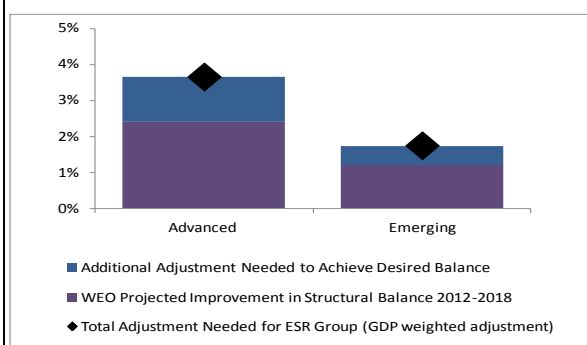 5%
4%
3%
2%
1%
0%
Advanced Emerging
Additional Adjustment Needed to Achieve Desired Balance
WEO Projected Improvement in Structural Balance 2012-2018
Total Adjustment Needed for ESR Group (GDP weighted adjustment)